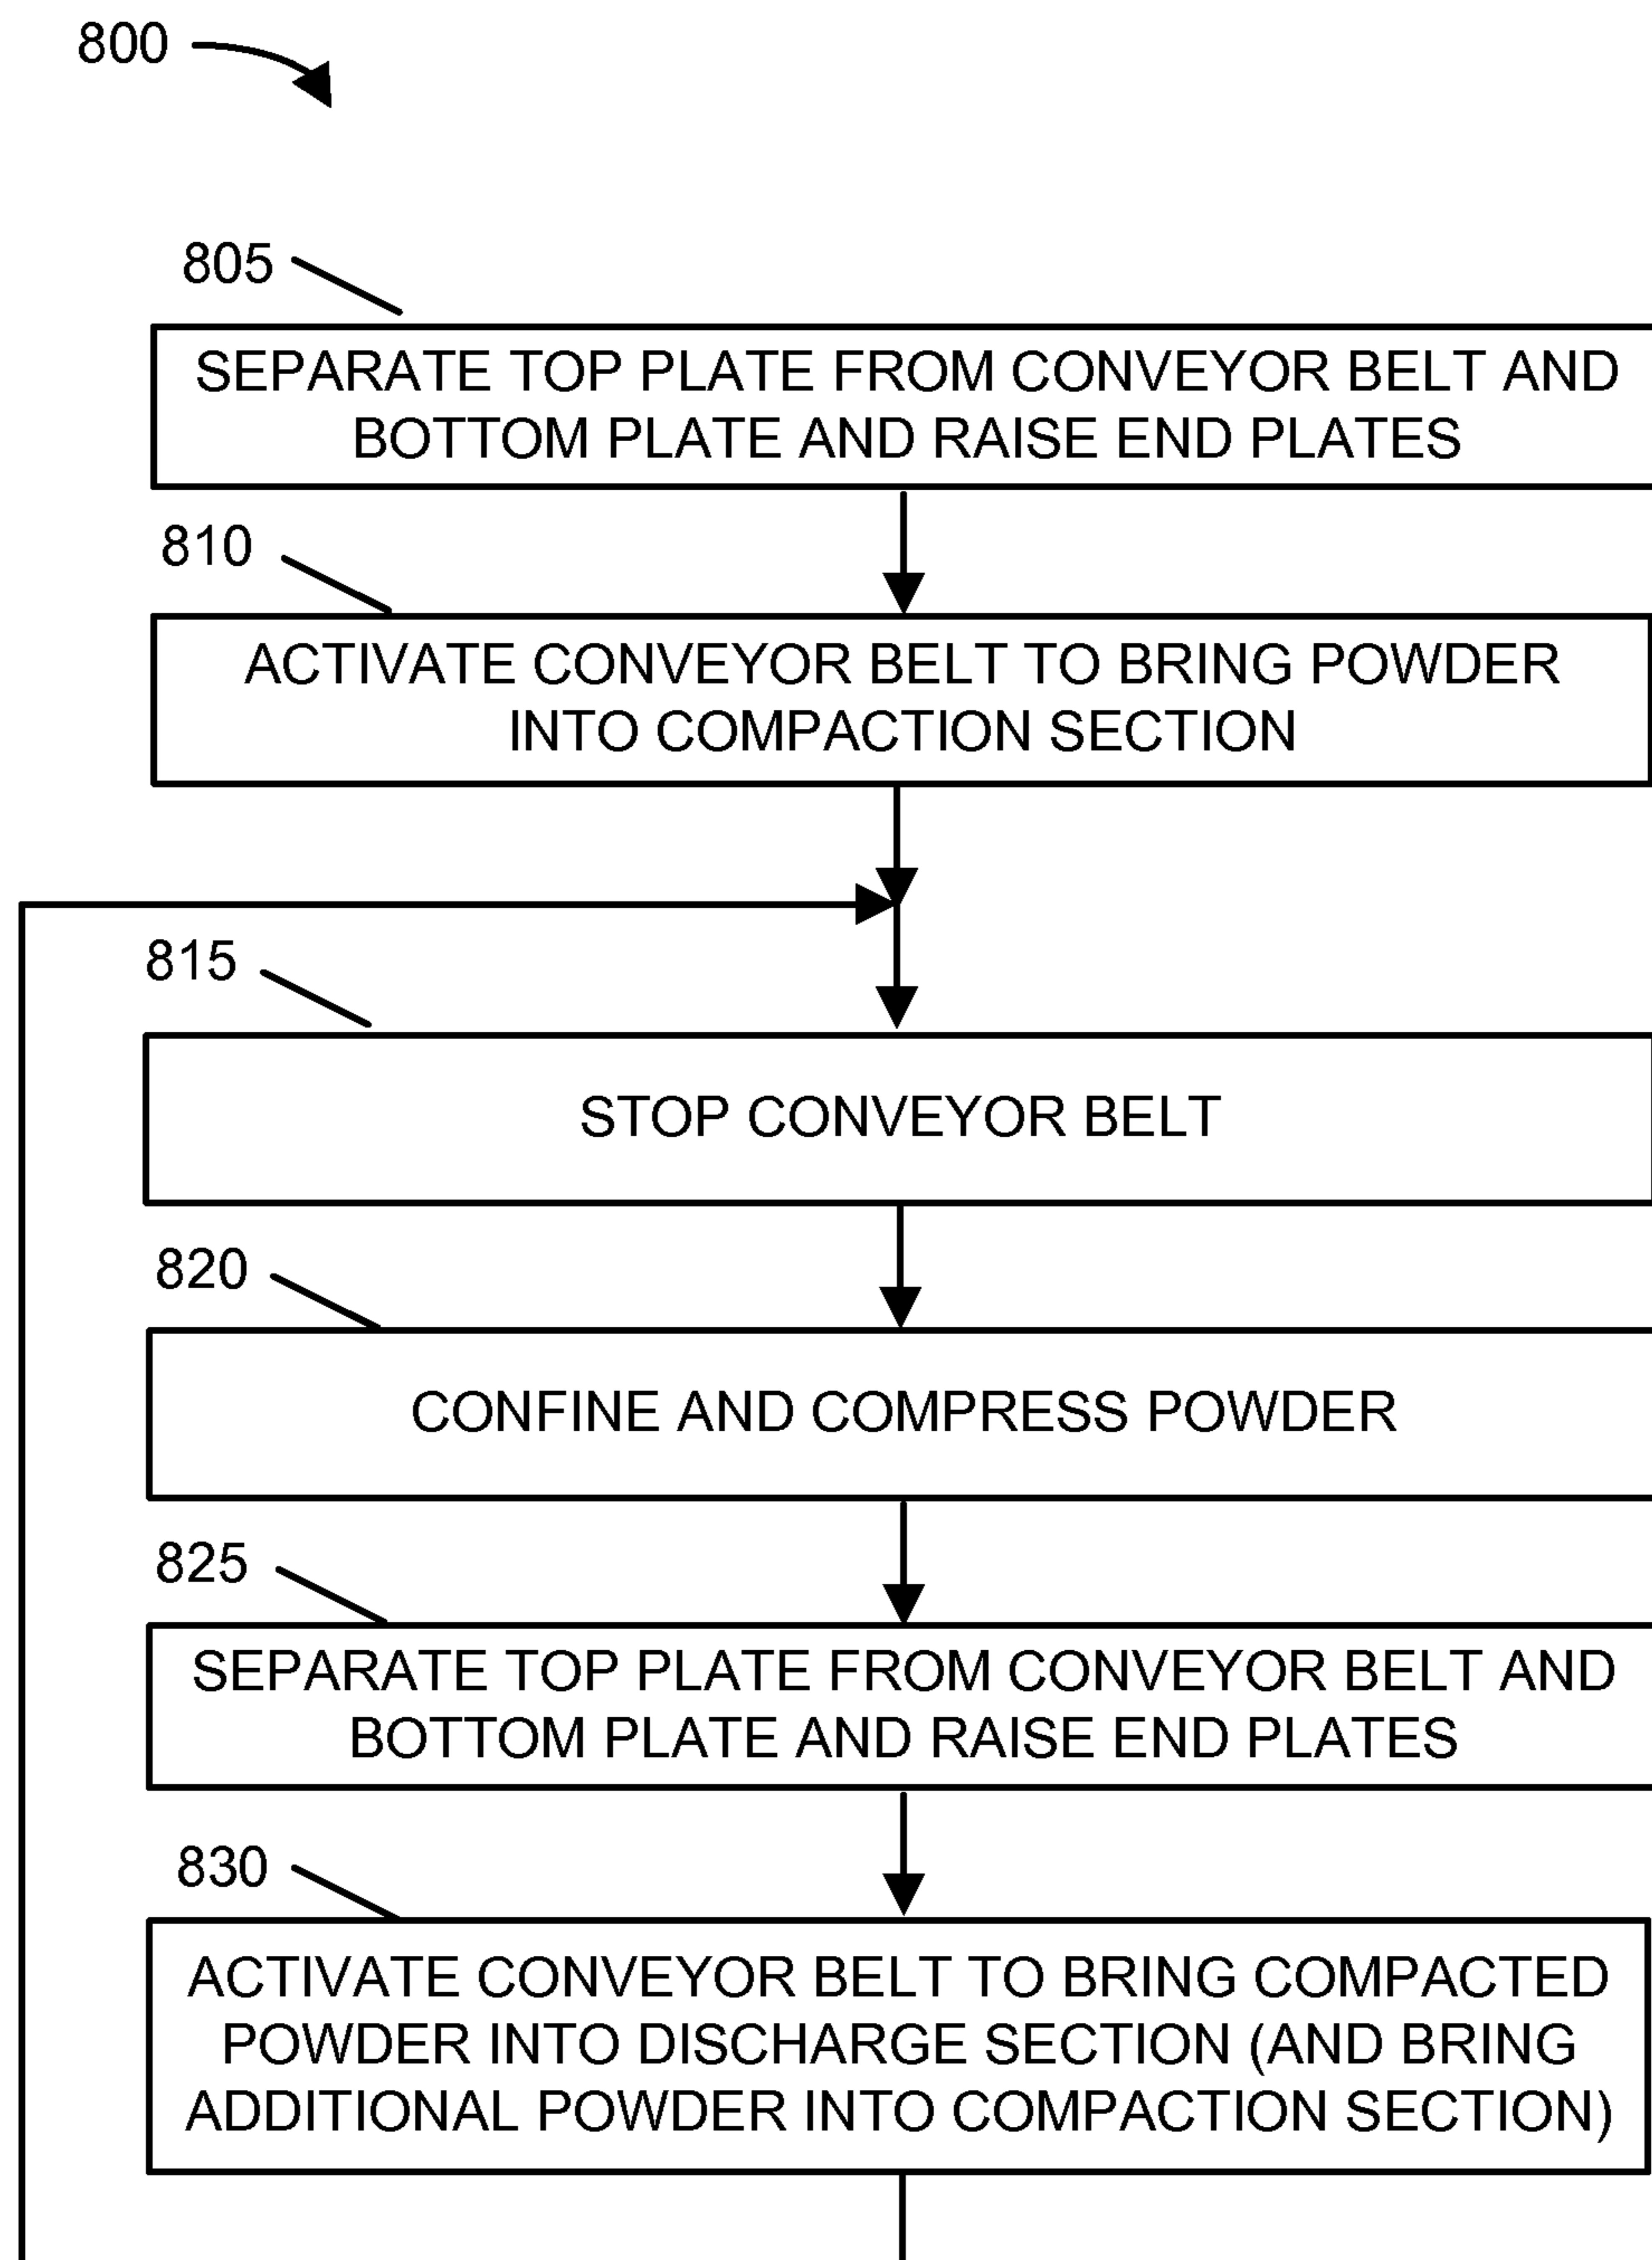 800
805
SEPARATE TOP PLATE FROM CONVEYOR BELT AND
BOTTOM PLATE AND RAISE END PLATES
810
ACTIVATE CONVEYOR BELT TO BRING POWDER
INTO COMPACTION SECTION
815
STOP CONVEYOR BELT
820
CONFINE AND COMPRESS POWDER
825
SEPARATE TOP PLATE FROM CONVEYOR BELT AND
BOTTOM PLATE AND RAISE END PLATES
830
ACTIVATE CONVEYOR BELT TO BRING COMPACTED
POWDER INTO DISCHARGE SECTION (AND BRING
ADDITIONAL POWDER INTO COMPACTION SECTION)